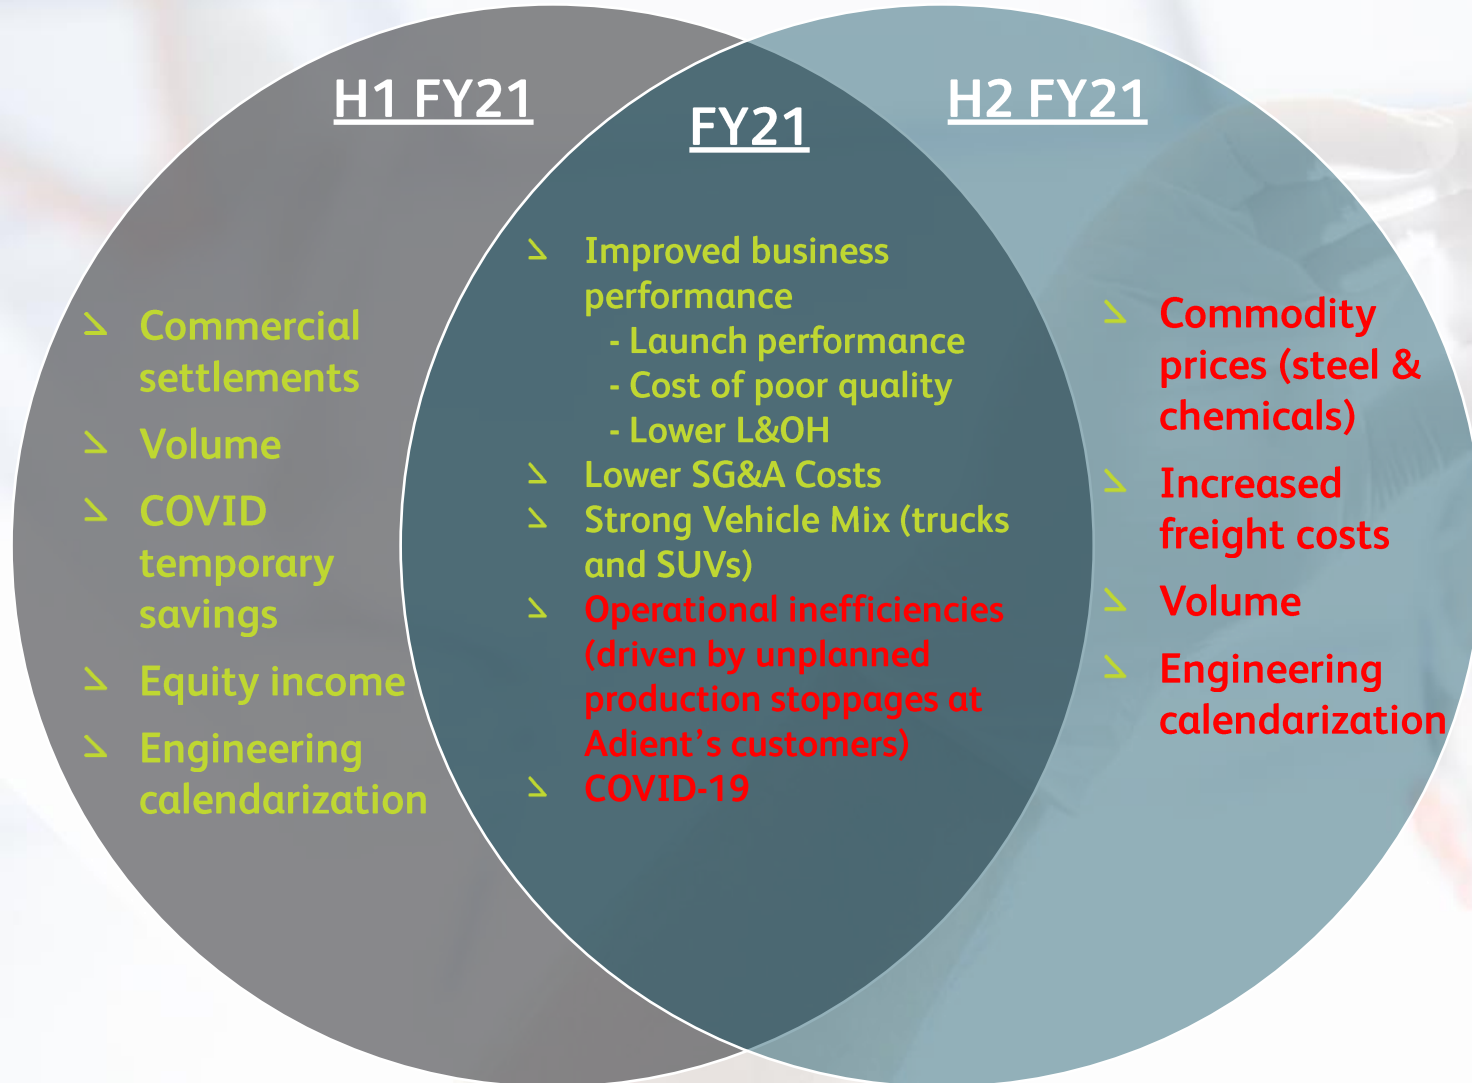 H1 FY21
Commercial
settlements
Volume
COVID
temporary
savings
Equity income
Engineering
calendarization
FY21
Improved business
performance
- Launch performance
- Cost of poor quality
- Lower L&OH
Lower SG&A Costs
Strong Vehicle Mix (trucks
and SUVs)
Operational inefficiencies
(driven by unplanned
production stoppages at
Adient’s customers)
COVID-19
H2 FY21
Commodity
prices (steel &
chemicals)
Increased
freight costs
Volume
Engineering
calendarization